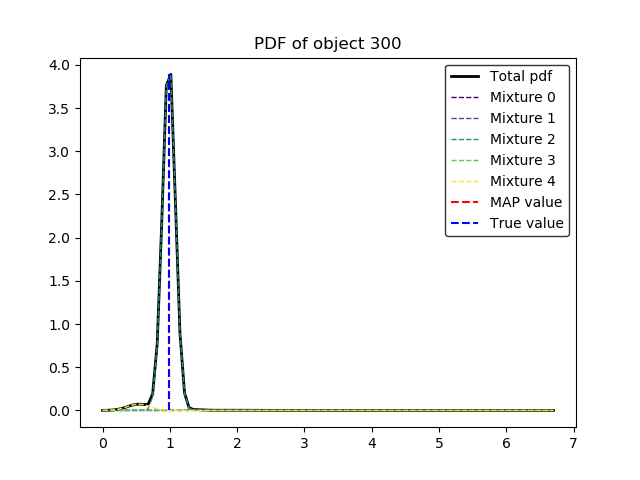 PDF of object 300
4.0
3.5
3.0
2.5
2.0
1.5
1.0
0.5
0.0
0 1 2 3 4 5 6 7
Total pdf
Mixture 0
Mixture 1
Mixture 2
Mixture 3
Mixture 4
MAP value
True value